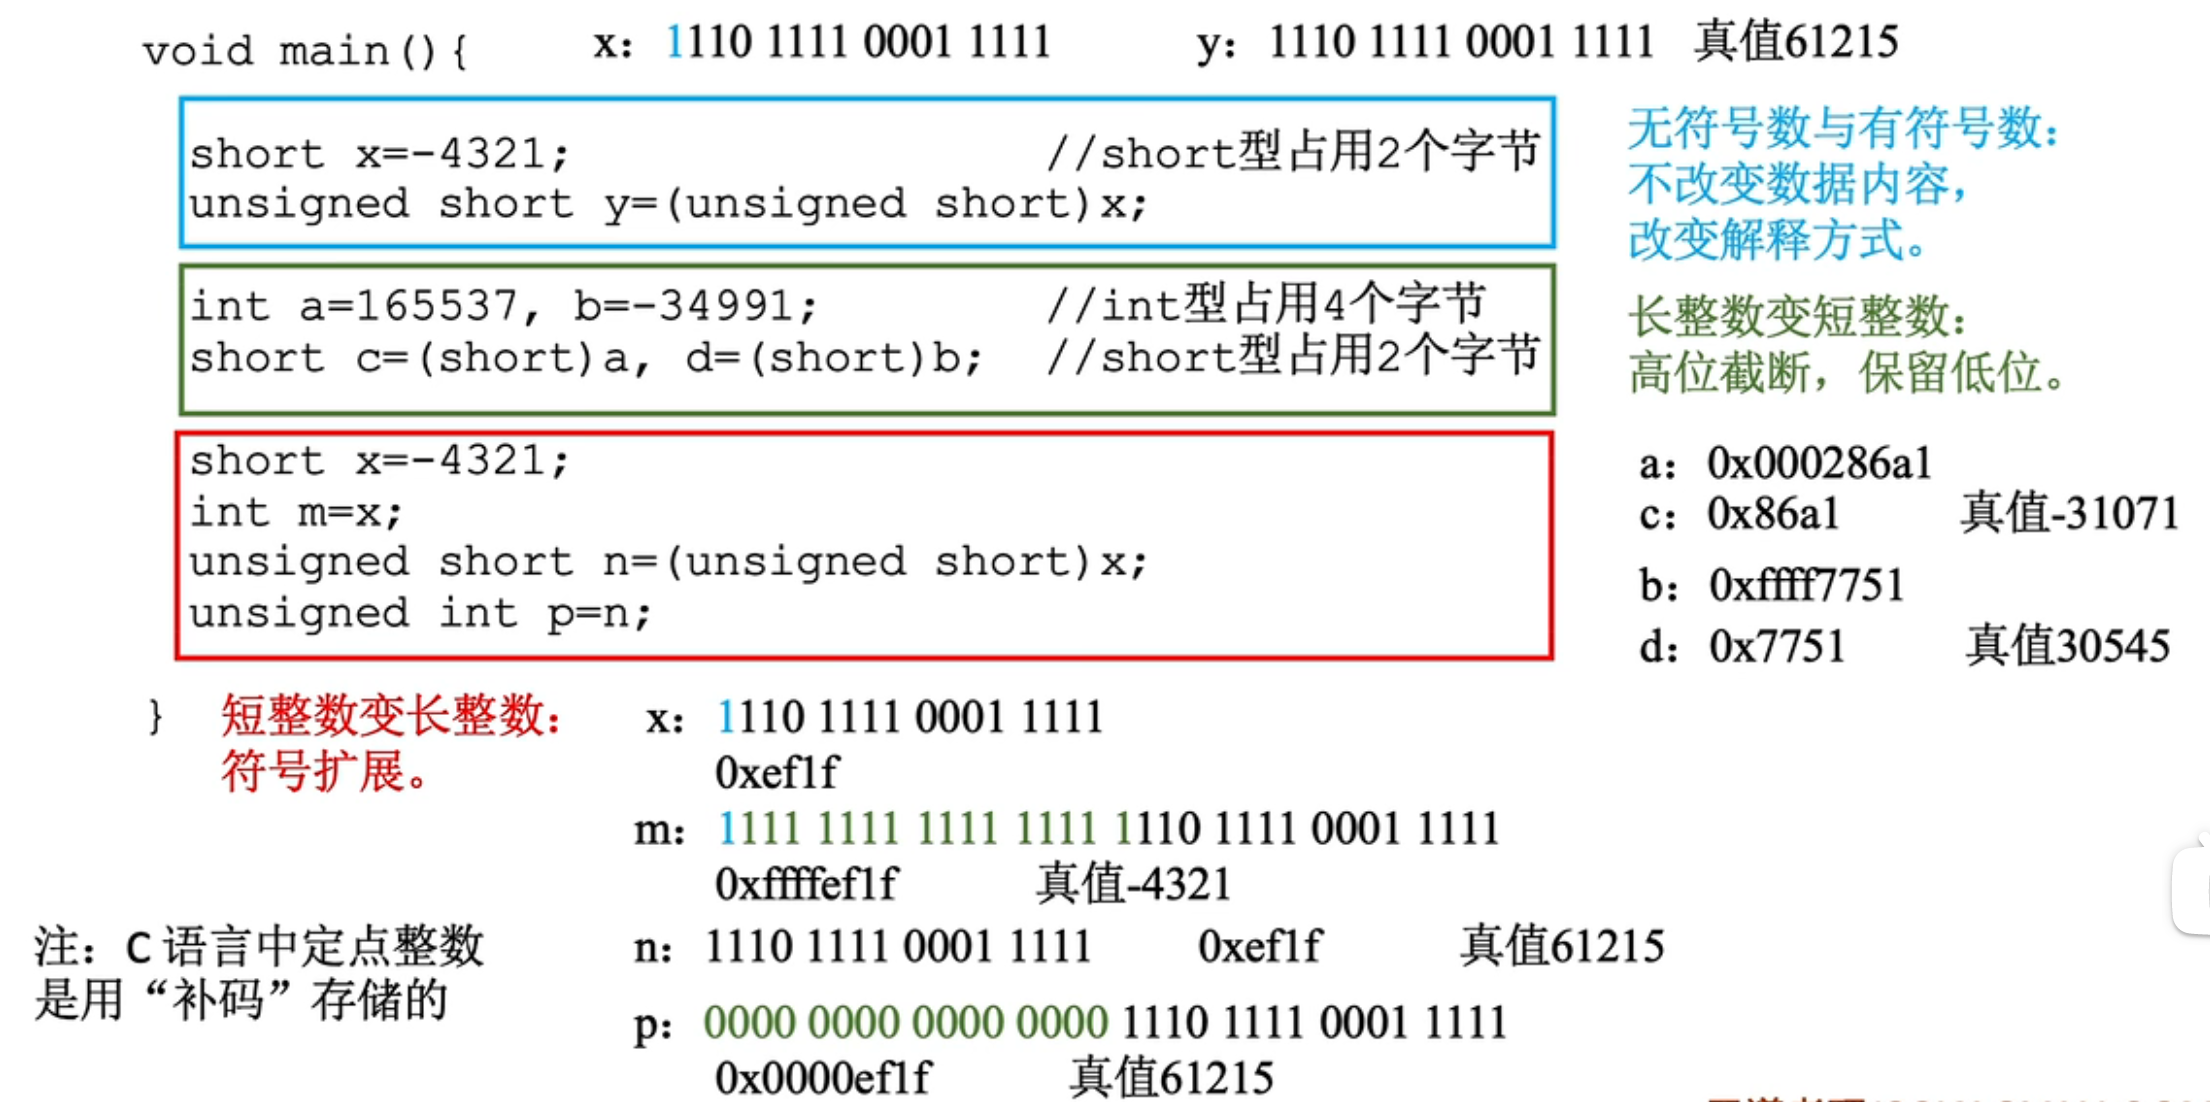 void main(){ x：1110 1111 0001 1111 y：1110 1111 0001 1111 真值61215
short x=-4321; //short型占用2个字节
unsigned short y=(unsigned short)x;
无符号数与有符号数：
不改变数据内容，
改变解释方式。
int a=165537, b=-34991; //int型占用4个字节
short c=(short)a, d=(short)b; //short型占用2个字节
长整数变短整数：
高位截断，保留低位。
short x=-4321;
int m=x;
unsigned short n=(unsigned short)x;
unsigned int p=n;
a：0x000286a1
c：0x86a1 真值-31071
b：0xffff7751
d：0x7751 真值30545
}
短整数变长整数：
符号扩展。
x：1110 1111 0001 1111
0xef1f
m：1111 1111 1111 1111 1110 1111 0001 1111
0xffffef1f 真值-4321
n：1110 1111 0001 1111 0xef1f 真值61215
p：0000 0000 0000 0000 1110 1111 0001 1111
0x0000ef1f 真值61215
注：C 语言中定点整数
是用“补码”存储的